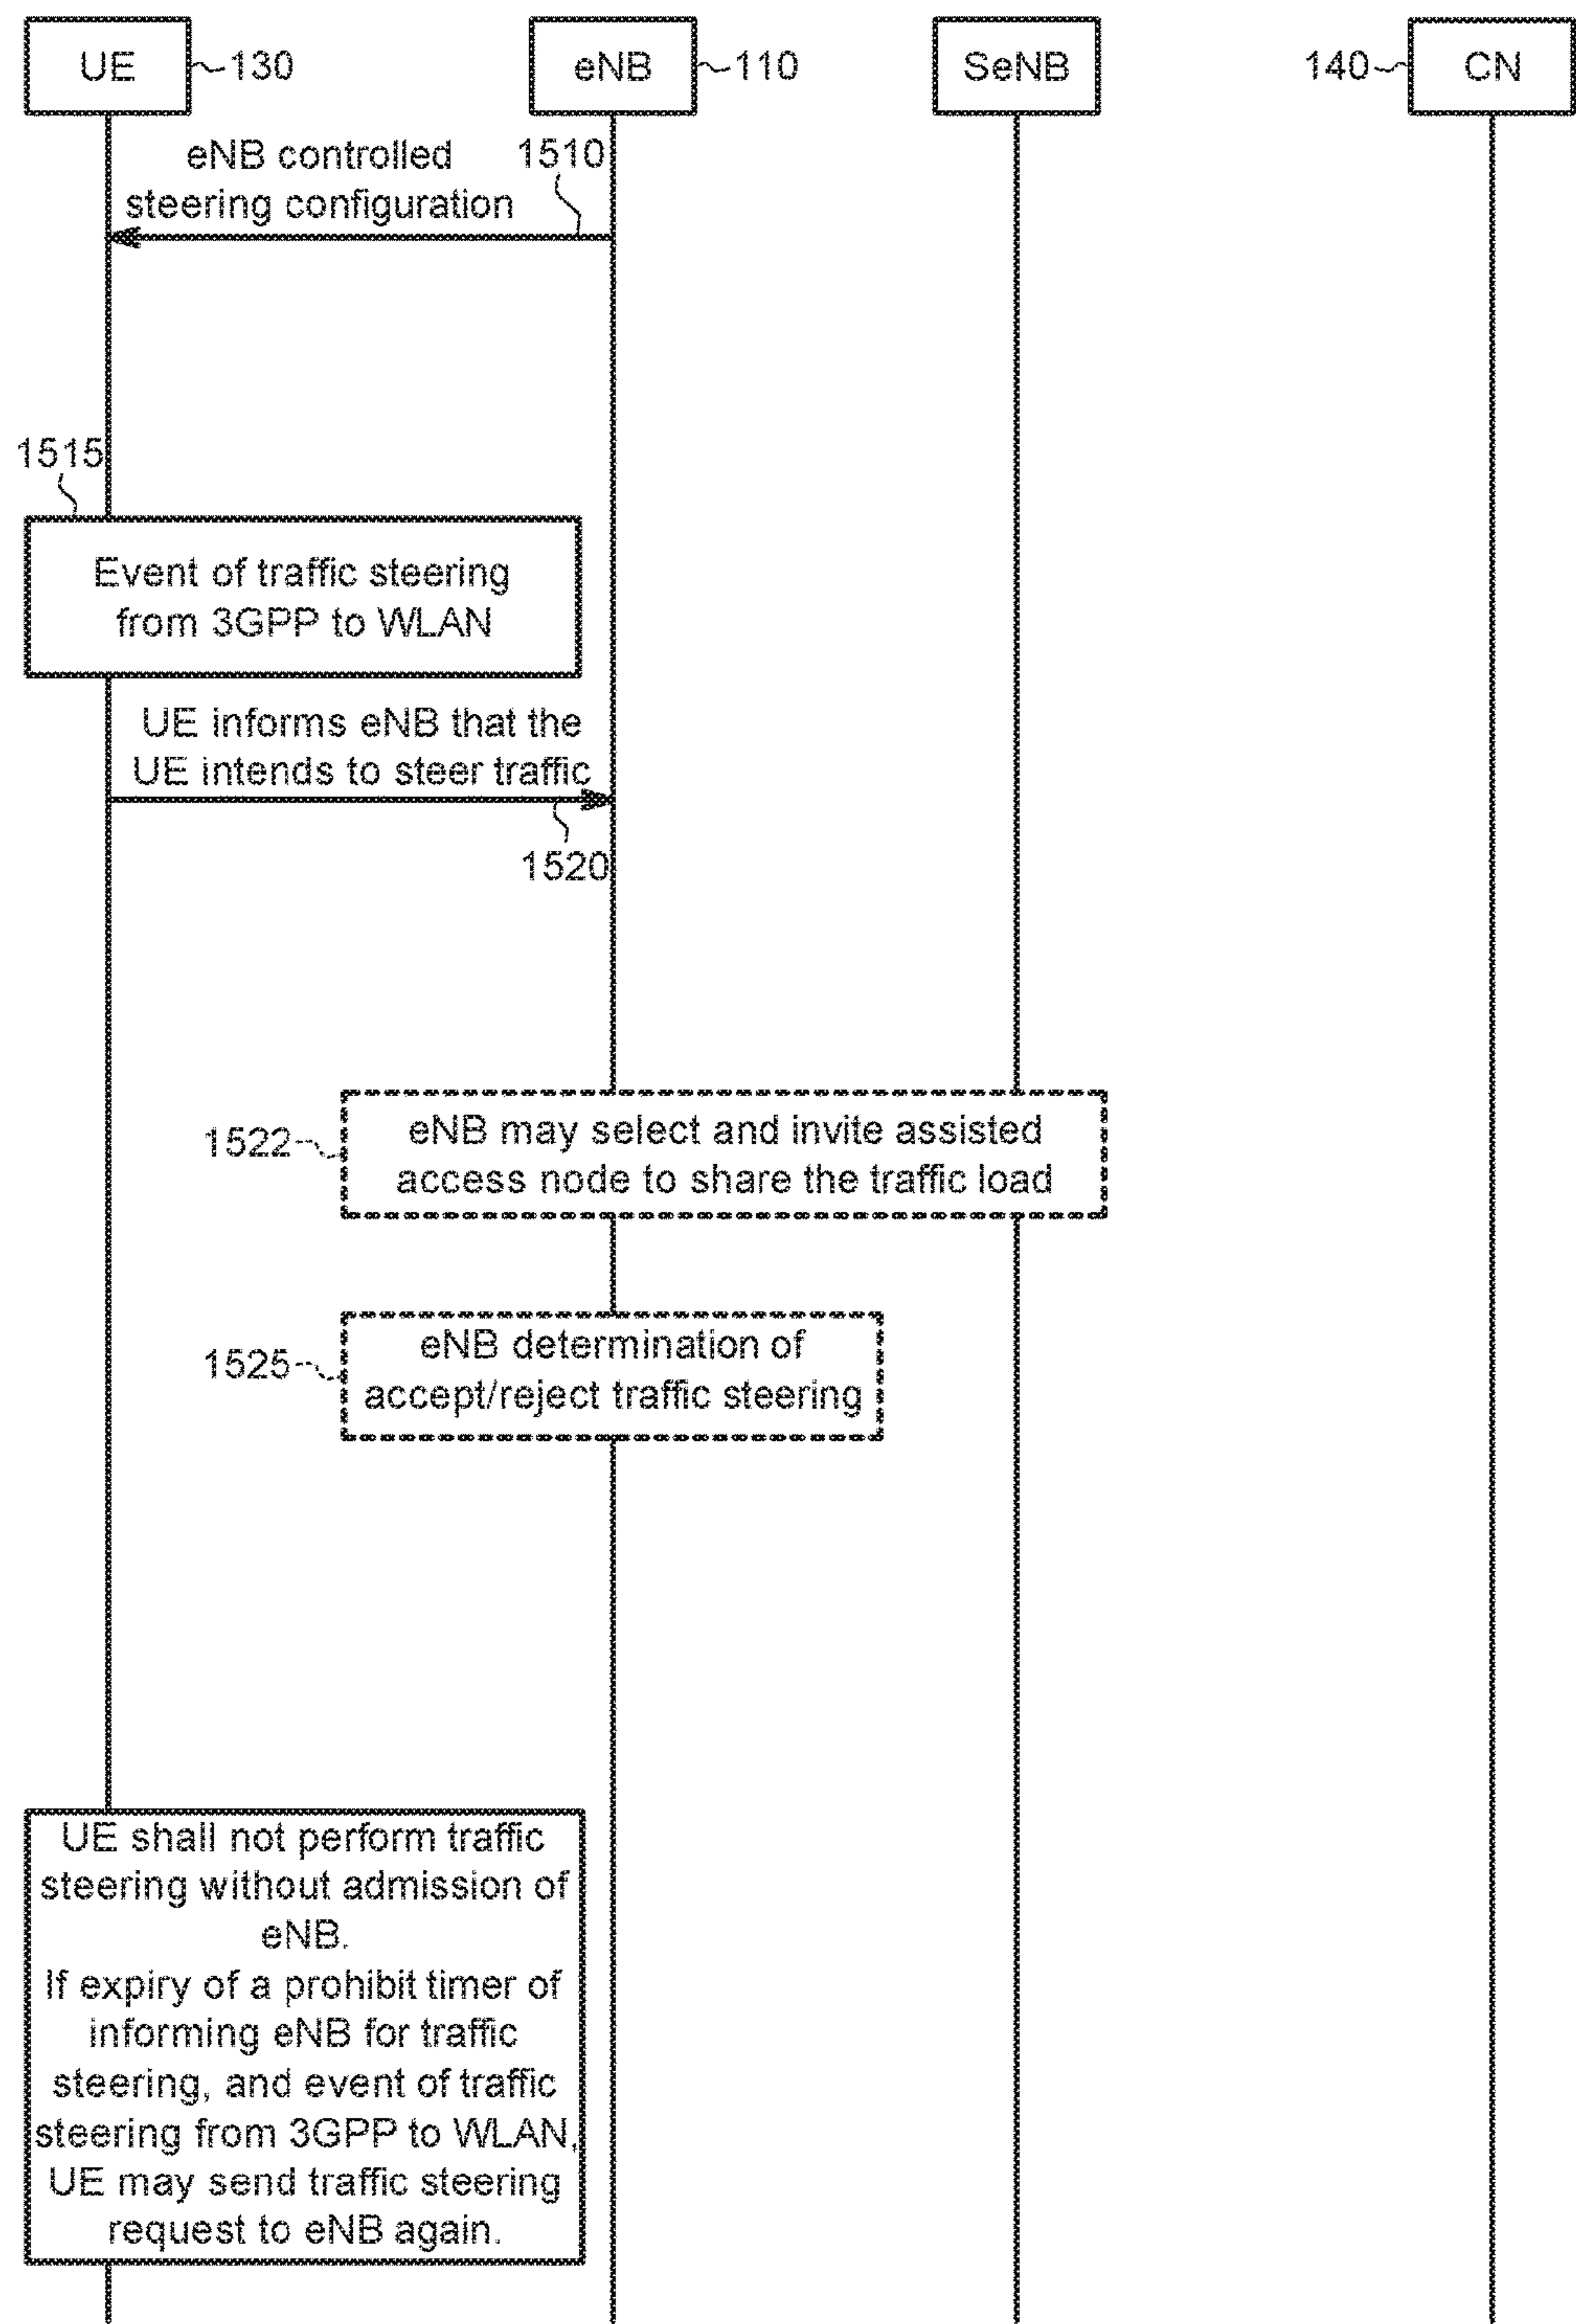 UE
130
eNB
110
SeNB
140
CN
eNB controlled
steering configuration
1510
1515
Event of traffic steering
from 3GPP to WLAN
UE informs eNB that the
UE intends to steer traffic
1520
1522
eNB may select and invite assisted
access node to share the traffic load
1525
eNB determination of
accept/reject traffic steering
UE shall not perform traffic
steering without admission of
eNB.
If expiry of a prohibit timer of
informing eNB for traffic
steering, and event of traffic
steering from 3GPP to WLAN,
UE may send traffic steering
request to eNB again.